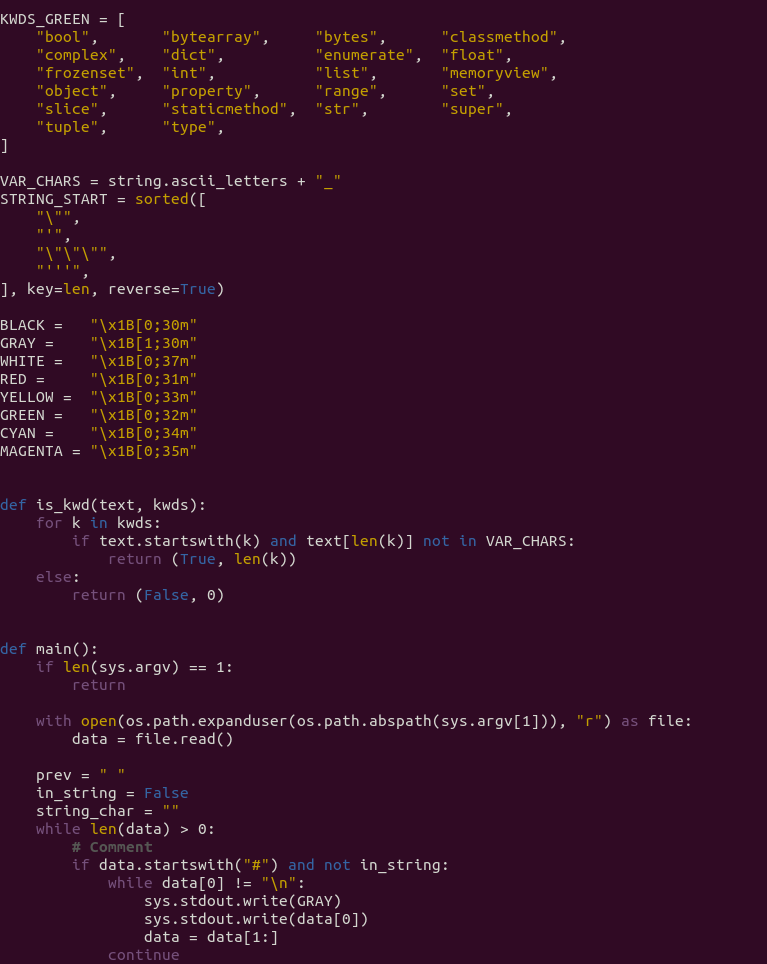 KWDS_GREEN = [
    "bool",       "bytearray",     "bytes",      "classmethod",
    "complex",    "dict",          "enumerate",  "float",
    "frozenset",  "int",           "list",       "memoryview",
    "object",     "property",      "range",      "set",
    "slice",      "staticmethod",  "str",        "super",
    "tuple",      "type",
]

VAR_CHARS = string.ascii_letters + "_"
STRING_START = sorted([
    "\"",
    "'",
    "\"\"\"",
    "'''",
], key=len, reverse=True)

BLACK =   "\x1B[0;30m"
GRAY =    "\x1B[1;30m"
WHITE =   "\x1B[0;37m"
RED =     "\x1B[0;31m"
YELLOW =  "\x1B[0;33m"
GREEN =   "\x1B[0;32m"
CYAN =    "\x1B[0;34m"
MAGENTA = "\x1B[0;35m"


def is_kwd(text, kwds):
    for k in kwds:
        if text.startswith(k) and text[len(k)] not in VAR_CHARS:
            return (True, len(k))
    else:
        return (False, 0)


def main():
    if len(sys.argv) == 1:
        return

    with open(os.path.expanduser(os.path.abspath(sys.argv[1])), "r") as file:
        data = file.read()

    prev = " "
    in_string = False
    string_char = ""
    while len(data) > 0:
        # Comment
        if data.startswith("#") and not in_string:
            while data[0] != "\n":
                sys.stdout.write(GRAY)
                sys.stdout.write(data[0])
                data = data[1:]
            continue